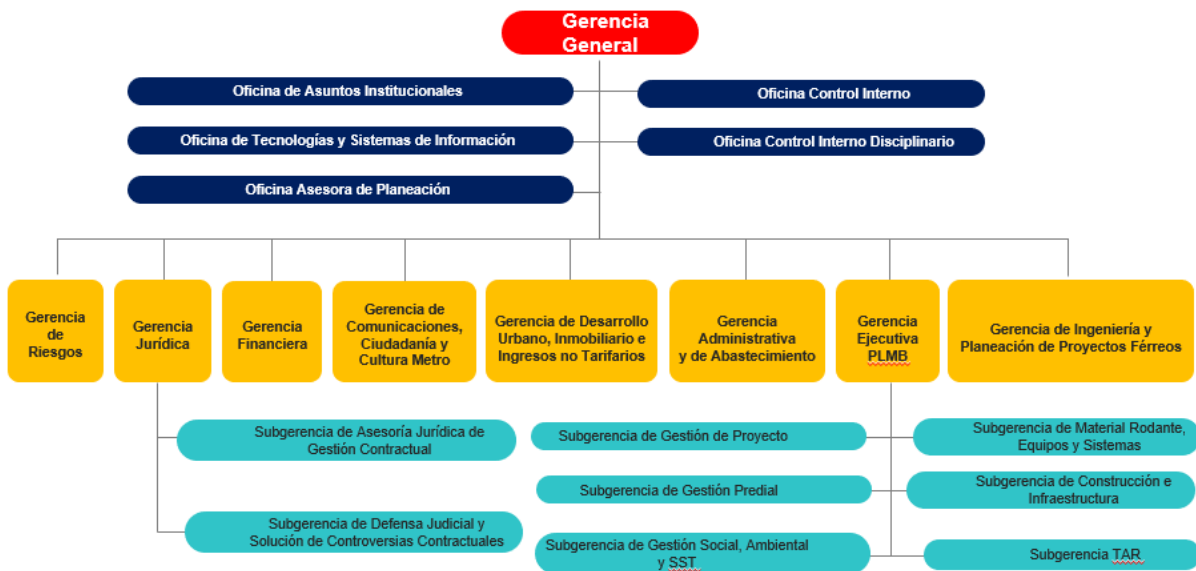 Gerencia
General
Oficina de Asuntos Institucionales
Oficina Control Interno
Oficina de Tecnologías y Sistemas de Información
Oficina Control Interno Disciplinario
Oficina Asesora de Planeación
Gerencia
de
Riesgos
Gerencia
Jurídica
Gerencia
Financiera
Gerencia de
Comunicaciones,
Ciudadanía y
Cultura Metro
Gerencia de Desarrollo
Urbano, Inmobiliario e
Ingresos no Tarifarios
Gerencia
Administrativa
y de Abastecimiento
Gerencia
Ejecutiva
PLMB
Gerencia de Ingeniería y
Planeación de Proyectos Férreos
Subgerencia de Asesoría Jurídica de
Gestión Contractual
Subgerencia de Defensa Judicial y
Solución de Controversias Contractuales
Subgerencia de Gestión de Proyecto
Subgerencia de Gestión Predial
Subgerencia de Gestión Social, Ambiental
y SST
Subgerencia de Material Rodante,
Equipos y Sistemas
Subgerencia de Construcción e
Infraestructura
Subgerencia TAR